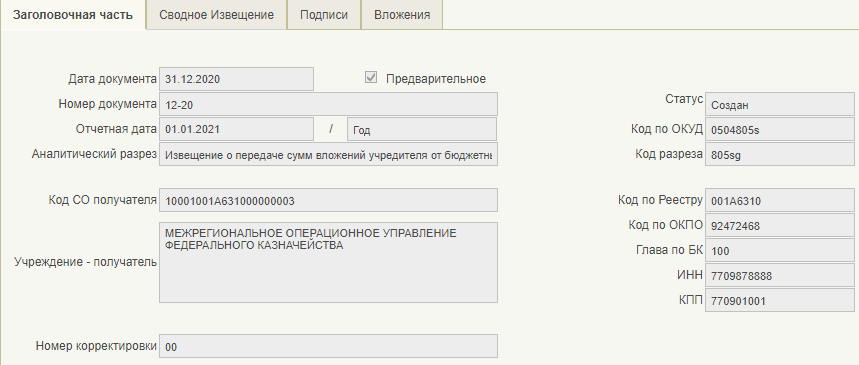 Заголовочная часть Сводное Извещение Подписи Вложения
Дата документа 31.12.2020 Предварительное
Номер документа 12-20 Статус Создан
Отчетная дата 01.01.2021 / Год Код по ОКУД 0504805s
Аналитический разрез Извещение о передаче сумм вложений учредителя от бюджетнь Код разреза 805sg
Код СО получателя 10001001А631000000003 Код по Реестру 001А6310
Учреждение - получатель МЕЖРЕГИОНАЛЬНОЕ ОПЕРАЦИОННОЕ УПРАВЛЕНИЕ
ФЕДЕРАЛЬНОГО КАЗНАЧЕЙСТВА
Код по ОКПО 92472468
Глава по БК 100
ИНН 7709878888
КПП 770901001
Номер корректировки 00